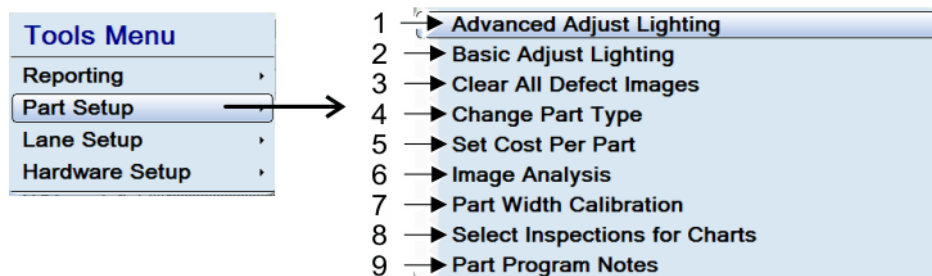 Tools Menu
Reporting
Part Setup
Lane Setup
Hardware Setup
1 Advanced Adjust Lighting
2 Basic Adjust Lighting
3 Clear All Defect Images
4 Change Part Type
5 Set Cost Per Part
6 Image Analysis
7 Part Width Calibration
8 Select Inspections for Charts
9 Part Program Notes